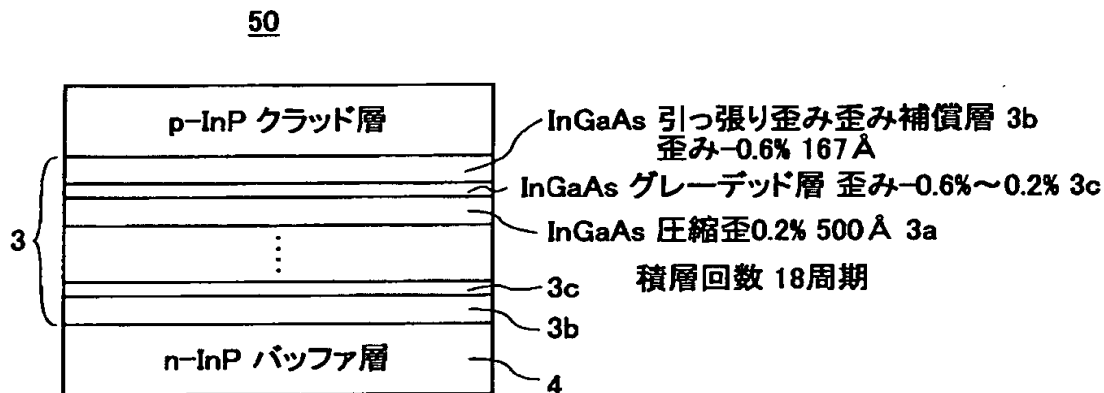 50
p-InP クラッド層
InGaAs 引っ張り歪み歪み補償層 3b
歪み-0.6% 167Å
InGaAs グレーデッド層 歪み-0.6%～0.2% 3c
3
InGaAs 圧縮歪0.2% 500Å 3a
積層回数 18周期
3c
3b
n-InP バッファ層
4